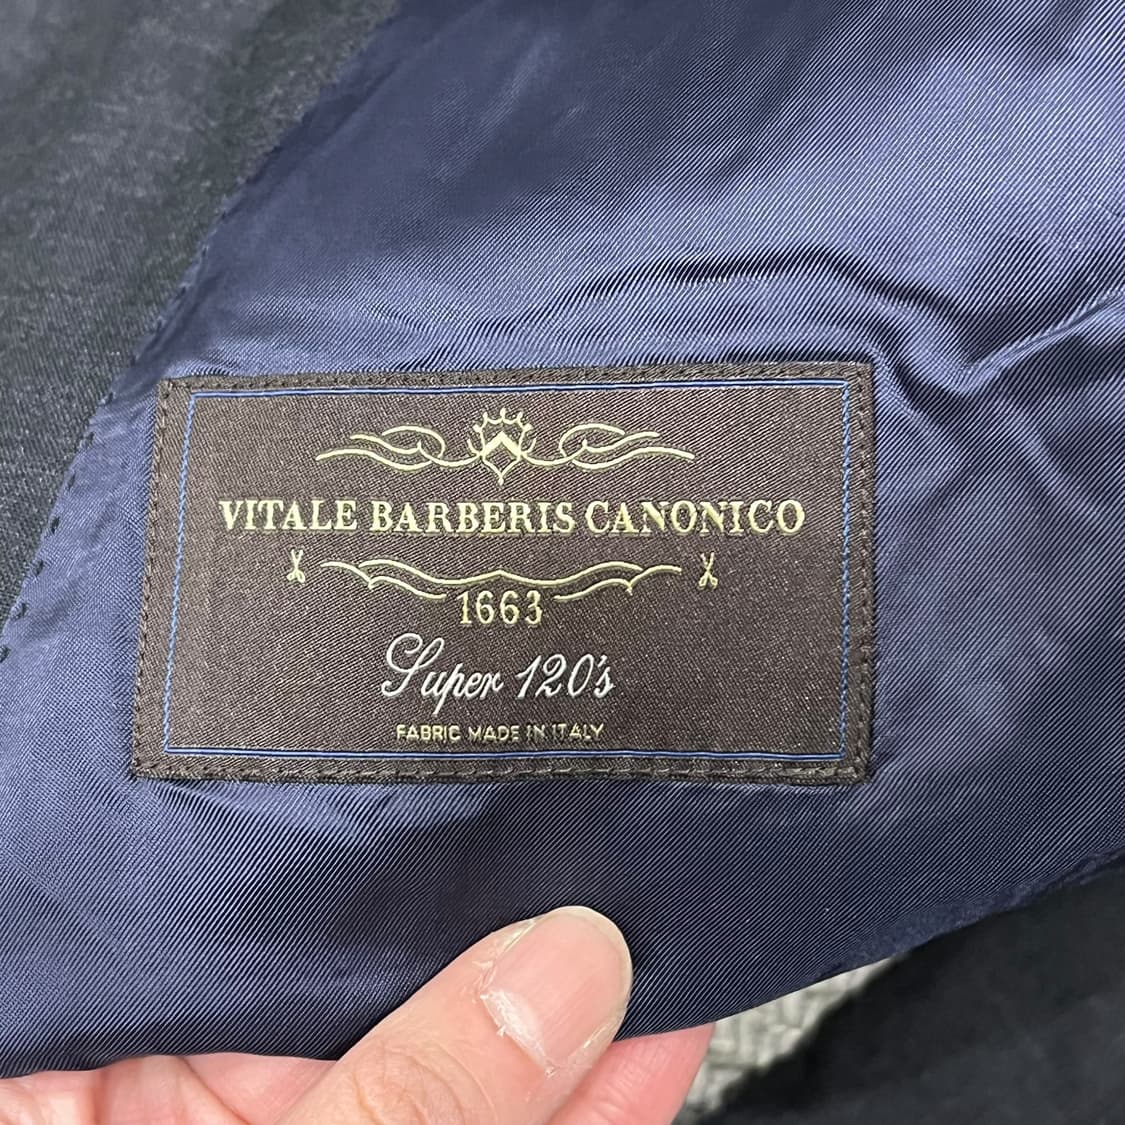 VITALE BARBERIS CANONICO
1663
Super 120's
FABRIC MADE IN ITALY